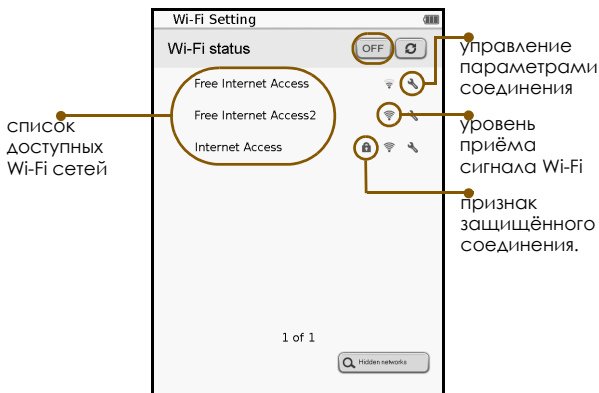 Wi-Fi Setting
Wi-Fi status
OFF
Free Internet Access
Free Internet Access2
Internet Access
1 of 1
Hidden networks
список
доступных
Wi-Fi сетей
управление
параметрами
соединения
уровень
приёма
сигнала Wi-Fi
признак
защищённого
соединения.